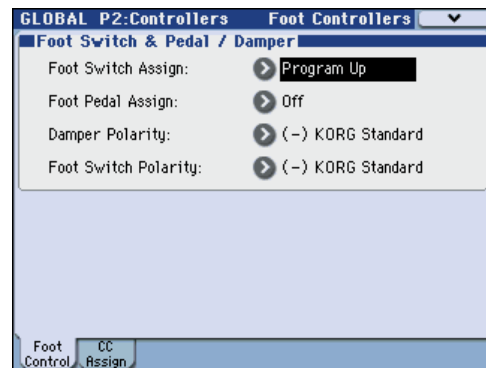 GLOBAL P2:Controllers Foot Controllers
Foot Switch & Pedal / Damper
Foot Switch Assign: Program Up
Foot Pedal Assign: Off
Damper Polarity: (-) KORG Standard
Foot Switch Polarity: (-) KORG Standard
Foot Control
CC Assign